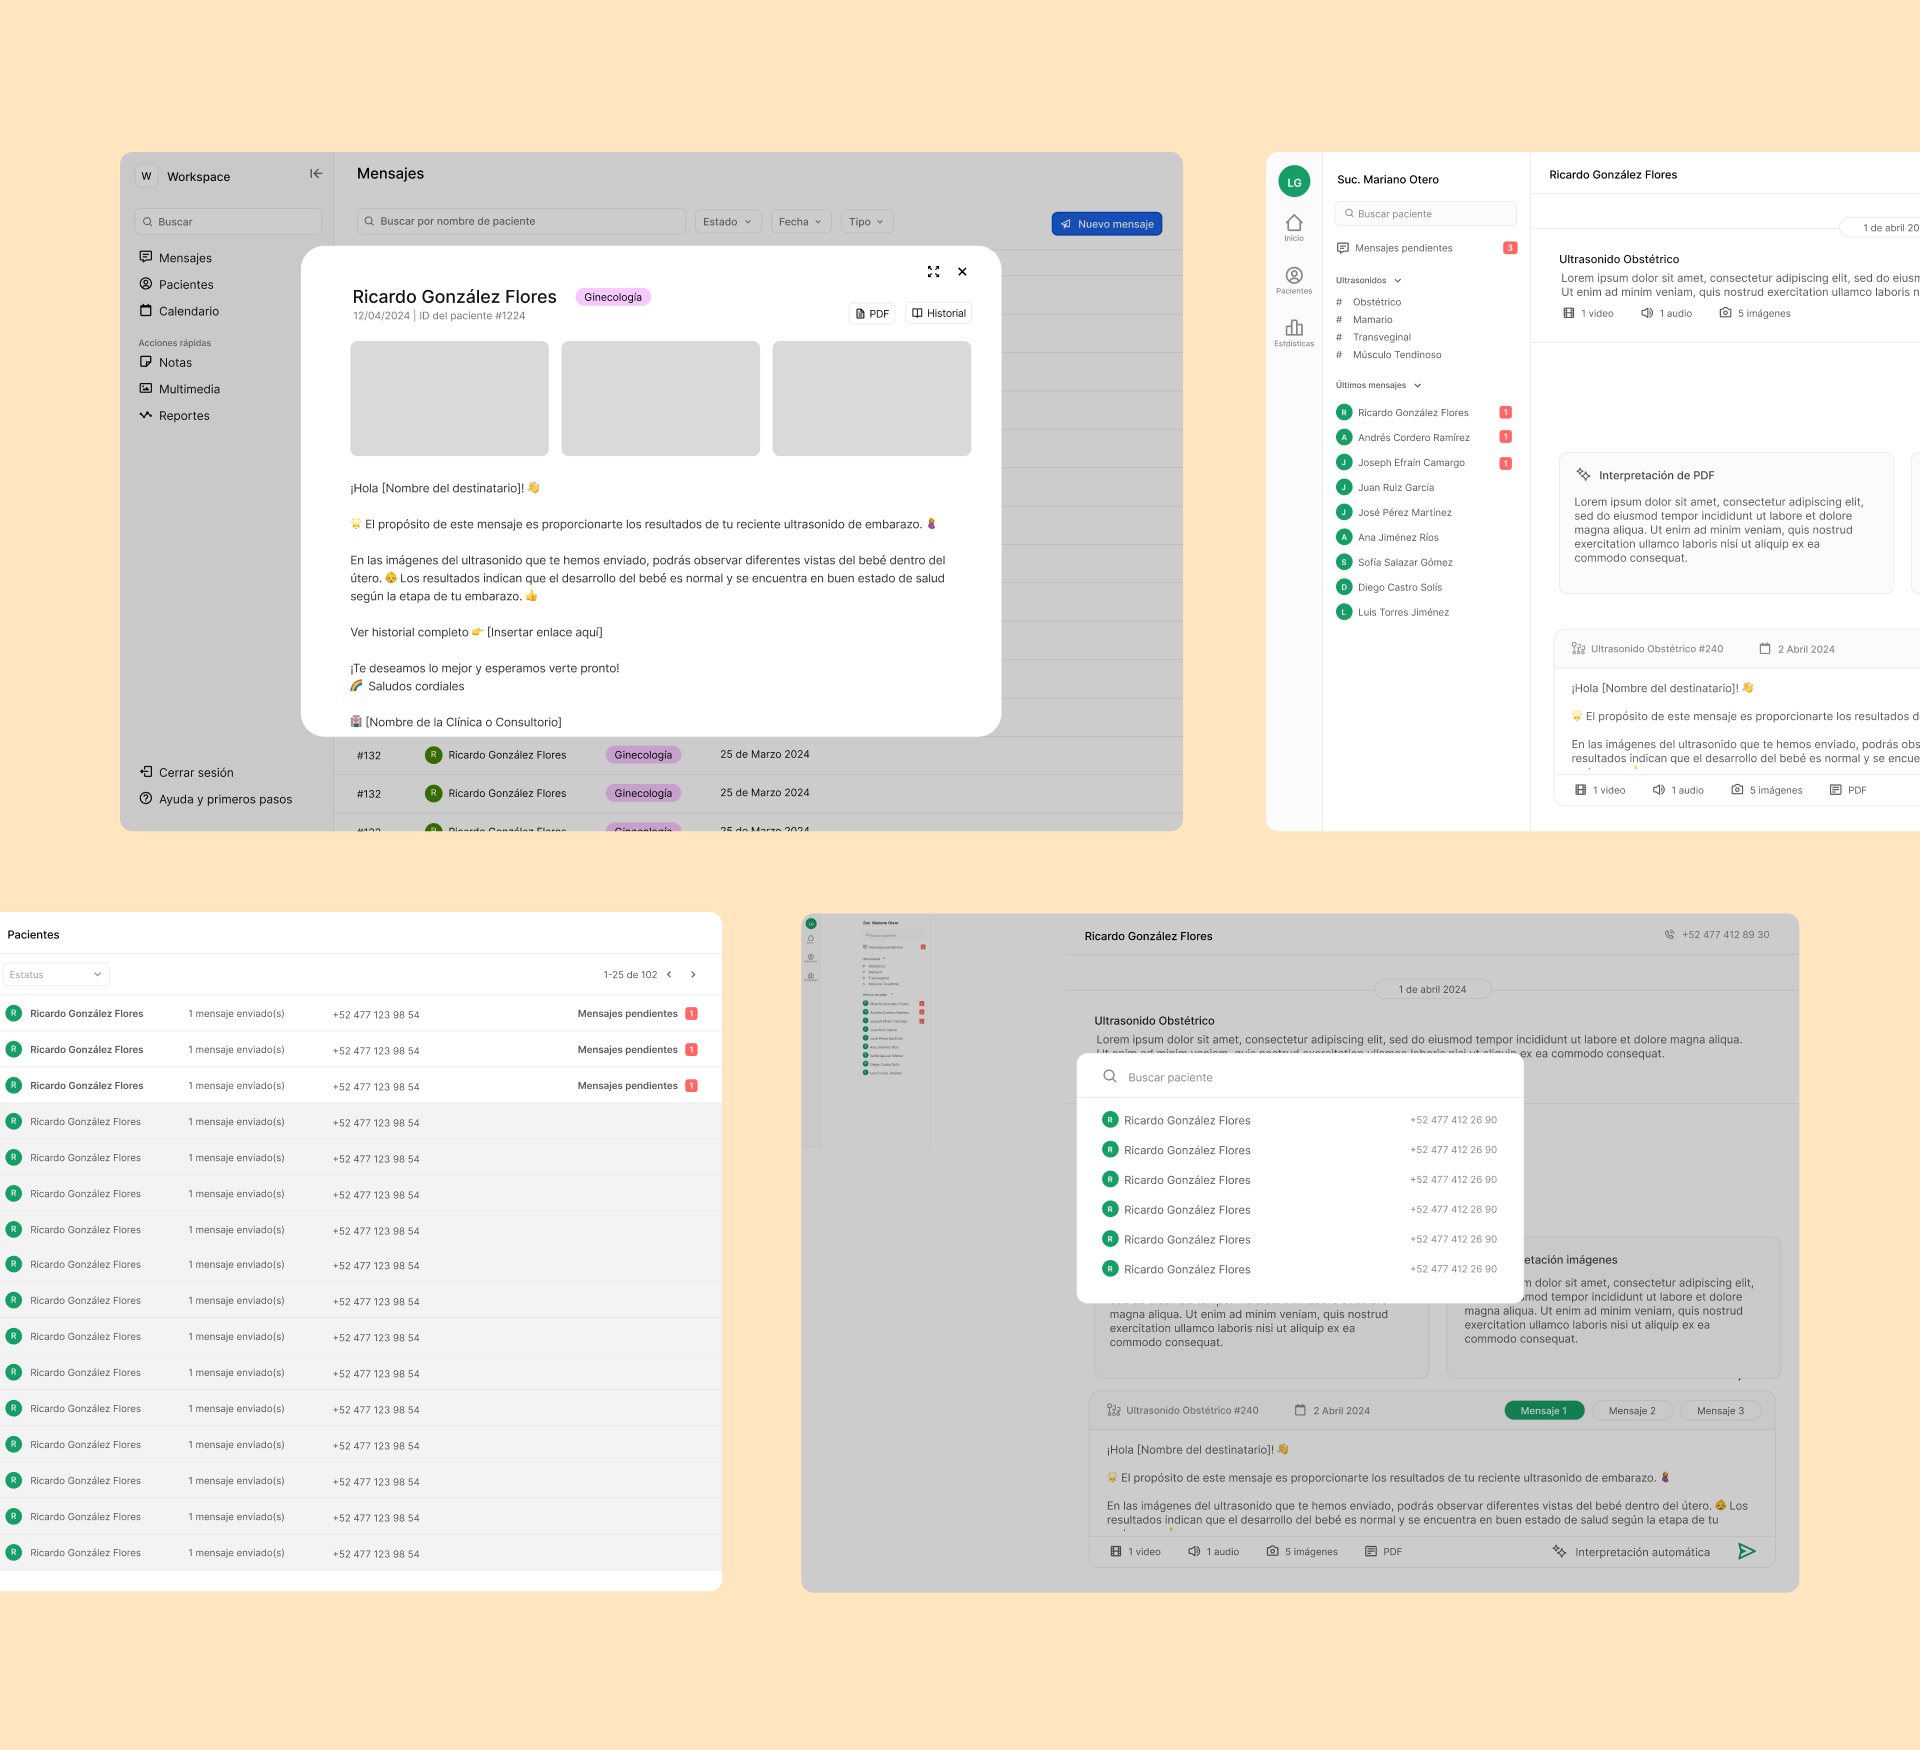 W Workspace
Buscar
Mensajes
Pacientes
Calendario
Acciones rápidas
Notas
Multimedia
Reportes
Cerrar sesión
Ayuda y primeros pasos
Mensajes
Buscar por nombre de paciente
Estado
Fecha
Tipo
Nuevo mensaje
Ricardo González Flores
Ginecología
12/04/2024 | ID del paciente #1224
PDF
Historial
¡Hola [Nombre del destinatario]! 👋
🌟 El propósito de este mensaje es proporcionarte los resultados de tu reciente ultrasonido de embarazo. 🤰
En las imágenes del ultrasonido que te hemos enviado, podrás observar diferentes vistas del bebé dentro del
útero. 👶 Los resultados indican que el desarrollo del bebé es normal y se encuentra en buen estado de salud
según la etapa de tu embarazo. 👍
Ver historial completo 👉 [Insertar enlace aquí]
¡Te deseamos lo mejor y esperamos verte pronto!
🌈 Saludos cordiales
🏥 [Nombre de la Clínica o Consultorio]
#132 R Ricardo González Flores Ginecología 25 de Marzo 2024
#132 R Ricardo González Flores Ginecología 25 de Marzo 2024
#132 R Ricardo González Flores Ginecología 25 de Marzo 2024
LG
Inicio
Pacientes
Estdísticas
Suc. Mariano Otero
Buscar paciente
Mensajes pendientes 3
Ultrasonidos
# Obstétrico
# Mamario
# Transveginal
# Músculo Tendinoso
Últimos mensajes
R Ricardo González Flores 1
A Andrés Cordero Ramírez 1
J Joseph Efraín Camargo 1
J Juan Ruiz García
J José Pérez Martínez
A Ana Jiménez Ríos
S Sofía Salazar Gómez
D Diego Castro Solís
L Luis Torres Jiménez
Ricardo González Flores
1 de abril 20
Ultrasonido Obstétrico
Lorem ipsum dolor sit amet, consectetur adipiscing elit, sed do eiusm
Ut enim ad minim veniam, quis nostrud exercitation ullamco laboris n
1 video
1 audio
5 imágenes
Interpretación de PDF
Lorem ipsum dolor sit amet, consectetur adipiscing elit,
sed do eiusmod tempor incididunt ut labore et dolore
magna aliqua. Ut enim ad minim veniam, quis nostrud
exercitation ullamco laboris nisi ut aliquip ex ea
commodo consequat.
Ultrasonido Obstétrico #240
2 Abril 2024
¡Hola [Nombre del destinatario]! 👋
🌟 El propósito de este mensaje es proporcionarte los resultados d
En las imágenes del ultrasonido que te hemos enviado, podrás obs
resultados indican que el desarrollo del bebé es normal y se encue
1 video
1 audio
5 imágenes
PDF
Pacientes
Estatus
1-25 de 102
R Ricardo González Flores 1 mensaje enviado(s) +52 477 123 98 54 Mensajes pendientes 1
R Ricardo González Flores 1 mensaje enviado(s) +52 477 123 98 54 Mensajes pendientes 1
R Ricardo González Flores 1 mensaje enviado(s) +52 477 123 98 54 Mensajes pendientes 1
R Ricardo González Flores 1 mensaje enviado(s) +52 477 123 98 54
R Ricardo González Flores 1 mensaje enviado(s) +52 477 123 98 54
R Ricardo González Flores 1 mensaje enviado(s) +52 477 123 98 54
R Ricardo González Flores 1 mensaje enviado(s) +52 477 123 98 54
R Ricardo González Flores 1 mensaje enviado(s) +52 477 123 98 54
R Ricardo González Flores 1 mensaje enviado(s) +52 477 123 98 54
R Ricardo González Flores 1 mensaje enviado(s) +52 477 123 98 54
R Ricardo González Flores 1 mensaje enviado(s) +52 477 123 98 54
R Ricardo González Flores 1 mensaje enviado(s) +52 477 123 98 54
R Ricardo González Flores 1 mensaje enviado(s) +52 477 123 98 54
R Ricardo González Flores 1 mensaje enviado(s) +52 477 123 98 54
R Ricardo González Flores 1 mensaje enviado(s) +52 477 123 98 54
R Ricardo González Flores 1 mensaje enviado(s) +52 477 123 98 54
Suc. Mariano Otero
Ricardo González Flores
+52 477 412 89 30
1 de abril 2024
Ultrasonido Obstétrico
Lorem ipsum dolor sit amet, consectetur adipiscing elit, sed do eiusmod tempor incididunt ut labore et dolore magna aliqua.
Ut enim ad minim veniam, quis nostrud exercitation ullamco laboris nisi ut aliquip ex ea commodo consequat.
Buscar paciente
R Ricardo González Flores +52 477 412 26 90
R Ricardo González Flores +52 477 412 26 90
R Ricardo González Flores +52 477 412 26 90
R Ricardo González Flores +52 477 412 26 90
R Ricardo González Flores +52 477 412 26 90
R Ricardo González Flores +52 477 412 26 90
magna aliqua. Ut enim ad minim veniam, quis nostrud
exercitation ullamco laboris nisi ut aliquip ex ea
commodo consequat.
etación imágenes
m dolor sit amet, consectetur adipiscing elit,
smod tempor incididunt ut labore et dolore
magna aliqua. Ut enim ad minim veniam, quis nostrud
exercitation ullamco laboris nisi ut aliquip ex ea
commodo consequat.
Ultrasonido Obstétrico #240
2 Abril 2024
Mensaje 1
Mensaje 2
Mensaje 3
¡Hola [Nombre del destinatario]! 👋
🌟 El propósito de este mensaje es proporcionarte los resultados de tu reciente ultrasonido de embarazo. 🤰
En las imágenes del ultrasonido que te hemos enviado, podrás observar diferentes vistas del bebé dentro del útero. 👶 Los
resultados indican que el desarrollo del bebé es normal y se encuentra en buen estado de salud según la etapa de tu
1 video
1 audio
5 imágenes
PDF
Interpretación automática